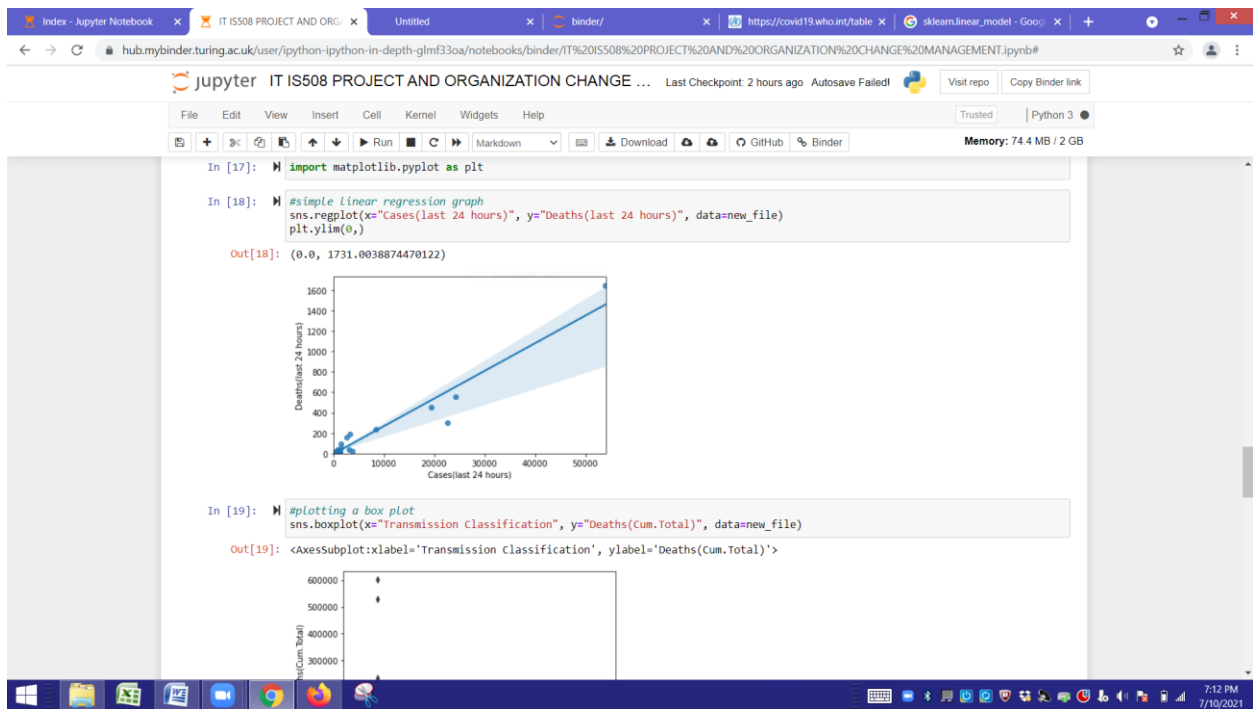 Index - Jupyter Notebook
IT IS508 PROJECT AND ORG
Untitled
binder/
https://covid19.who.int/table
sklearn.linear_model - Goog
hub.mybinder.turing.ac.uk/user/ipython-ipython-in-depth-glmf33oa/notebooks/binder/IT%20IS508%20PROJECT%20AND%20ORGANIZATION%20CHANGE%20MANAGEMENT.ipynb#
jupyter IT IS508 PROJECT AND ORGANIZATION CHANGE ... Last Checkpoint: 2 hours ago Autosave Failed! Visit repo Copy Binder link
File Edit View Insert Cell Kernel Widgets Help Trusted Python 3
Run Markdown Download GitHub Binder Memory: 74.4 MB / 2 GB
In [17]: import matplotlib.pyplot as plt
In [18]: #simple linear regression graph
sns.regplot(x="Cases(last 24 hours)", y="Deaths(last 24 hours)", data=new_file)
plt.ylim(0,)
Out[18]: (0.0, 1731.0038874470122)
1600
1400
1200
1000
800
600
400
200
0
Deaths(last 24 hours)
0 10000 20000 30000 40000 50000
Cases(last 24 hours)
In [19]: #plotting a box plot
sns.boxplot(x="Transmission Classification", y="Deaths(Cum.Total)", data=new_file)
Out[19]: <AxesSubplot:xlabel='Transmission Classification', ylabel='Deaths(Cum.Total)'>
600000
500000
400000
300000
hs(Cum.Total)
7:12 PM
7/10/2021